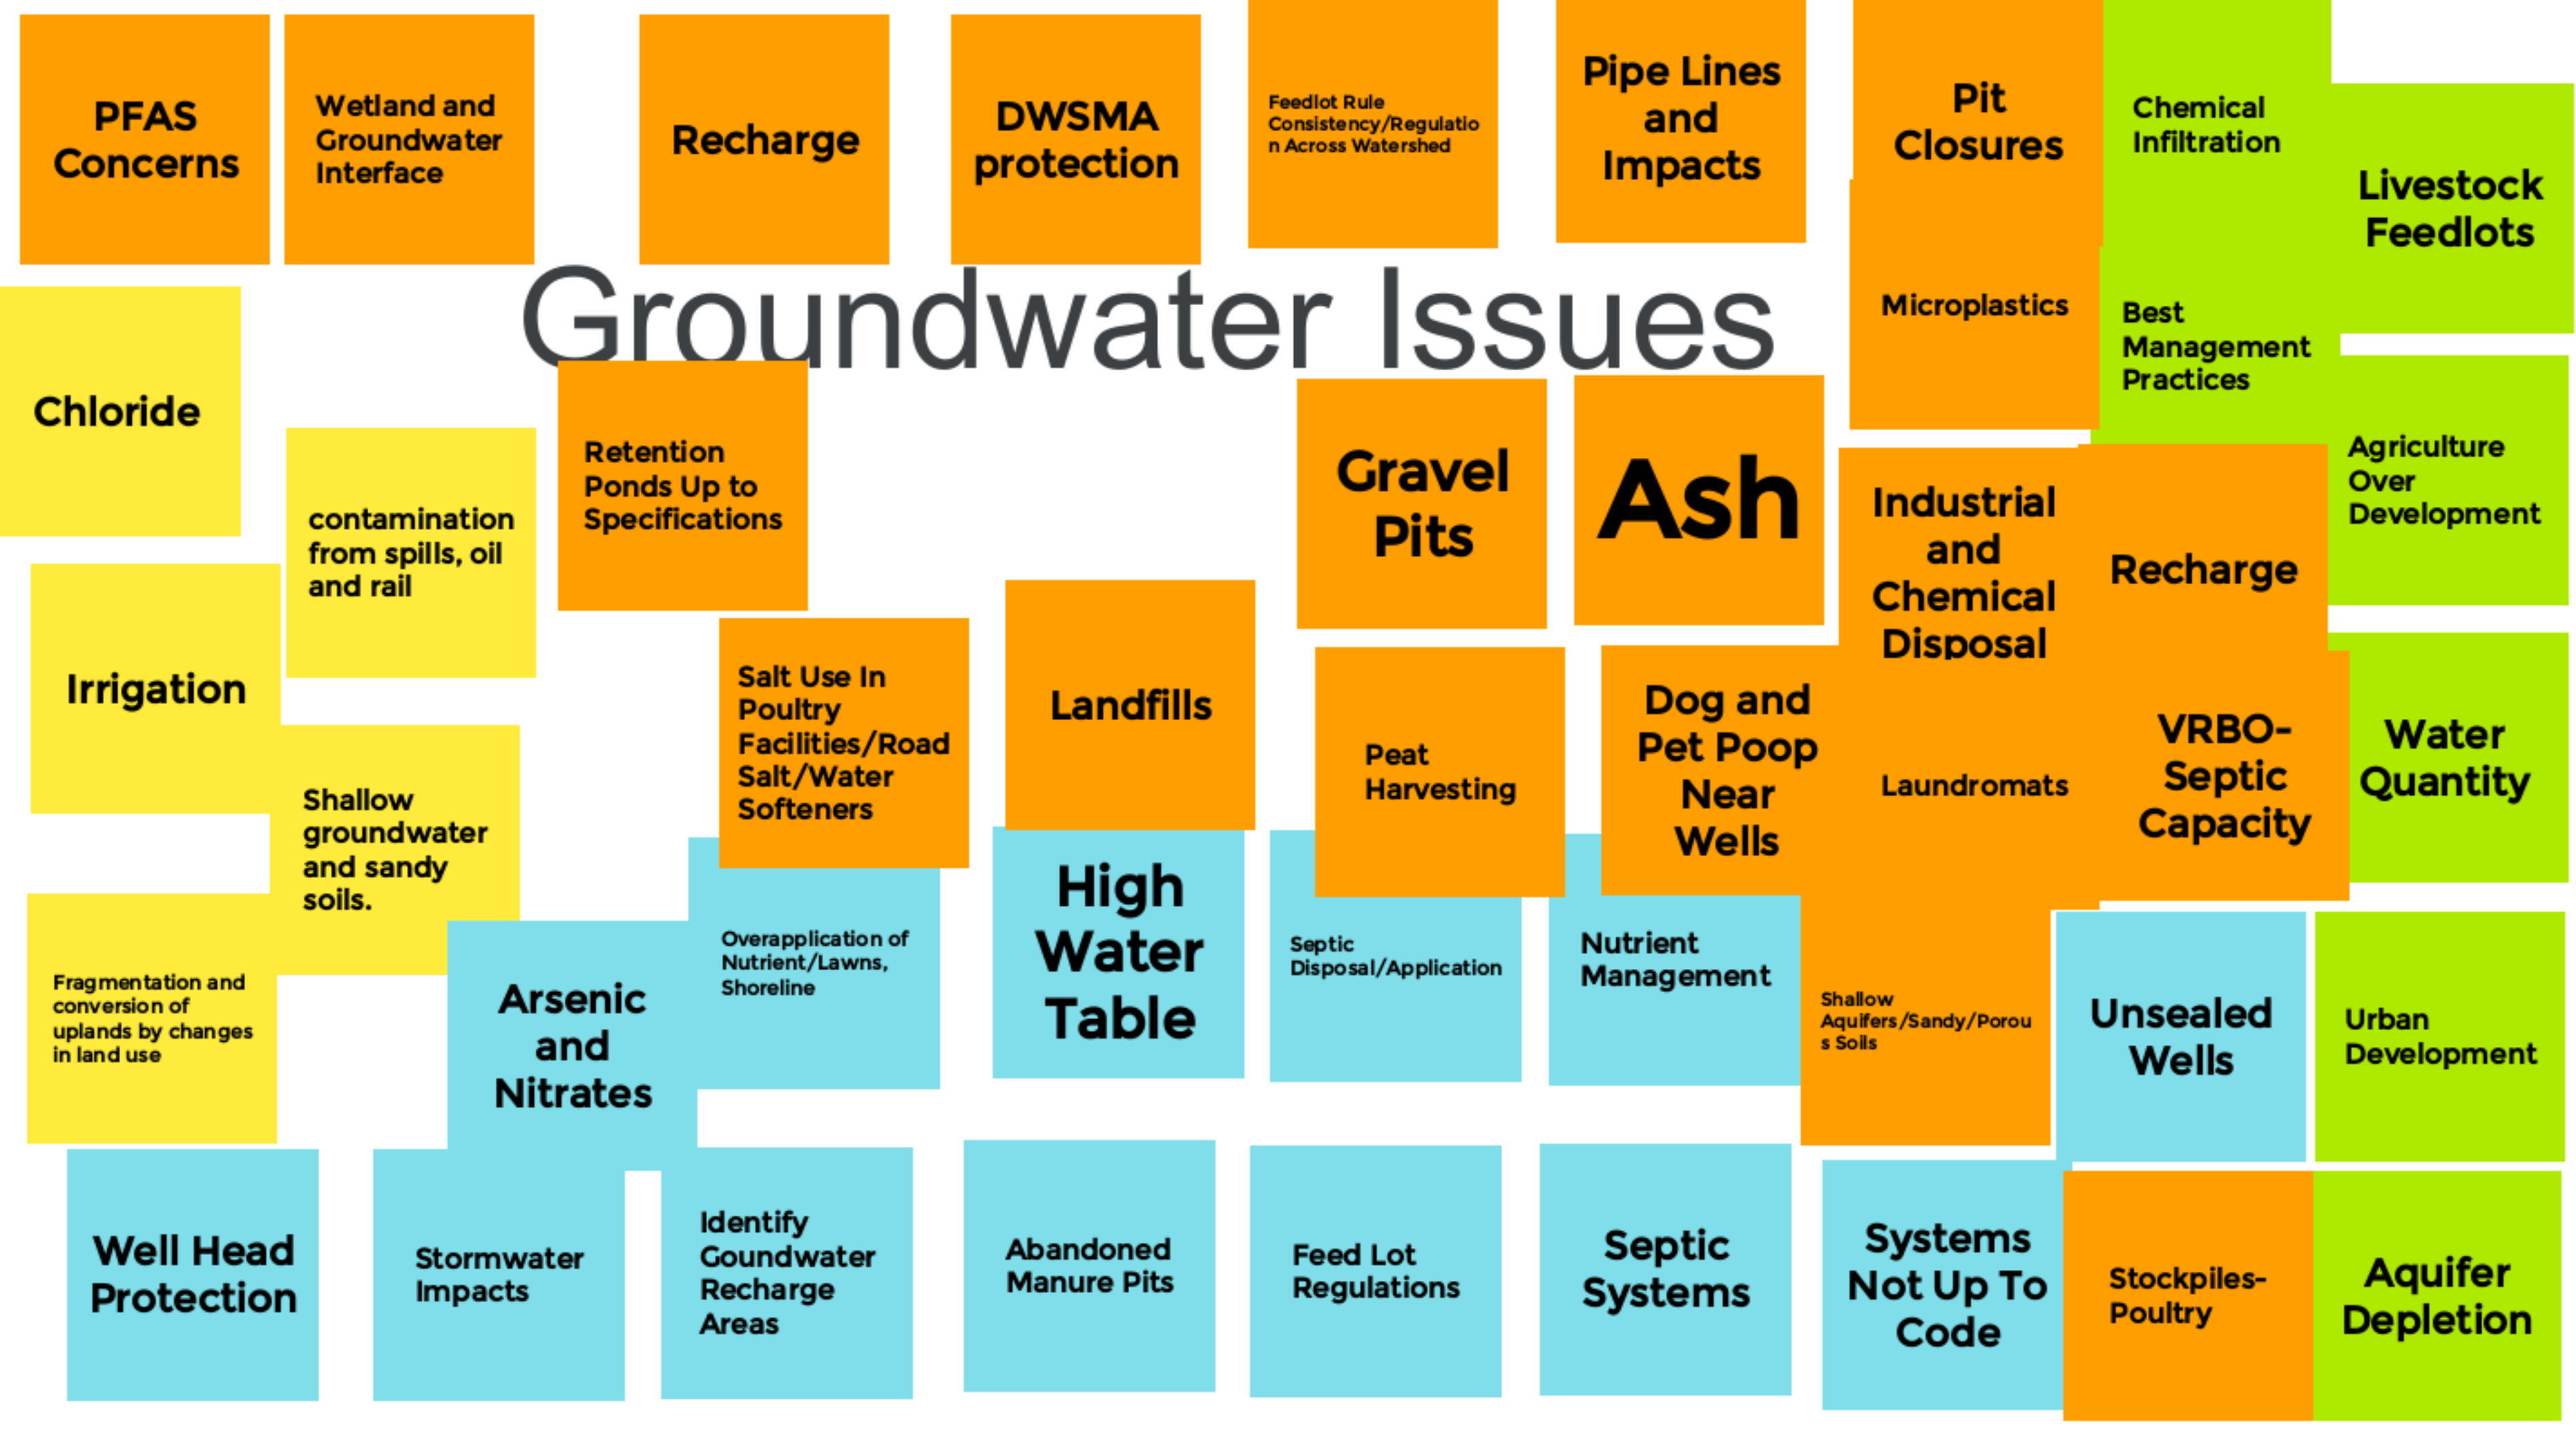 PFAS
Concerns
Wetland and
Groundwater
Interface
Recharge
DWSMA
protection
Feedlot Rule
Consistency/Regulatio
n Across Watershed
Pipe Lines
and
Impacts
Pit
Closures
Chemical
Infiltration
Livestock
Feedlots
Groundwater Issues
Microplastics
Best
Management
Practices
Chloride
contamination
from spills, oil
and rail
Retention
Ponds Up to
Specifications
Gravel
Pits
Ash
Industrial
and
Chemical
Disposal
Recharge
Agriculture
Over
Development
Irrigation
Salt Use In
Poultry
Facilities/Road
Salt/Water
Softeners
Landfills
Peat
Harvesting
Dog and
Pet Poop
Near
Wells
Laundromats
VRBO-
Septic
Capacity
Water
Quantity
Shallow
groundwater
and sandy
soils.
Fragmentation and
conversion of
uplands by changes
in land use
Arsenic
and
Nitrates
Overapplication of
Nutrient/Lawns,
Shoreline
High
Water
Table
Septic
Disposal/Application
Nutrient
Management
Shallow
Aquifers/Sandy/Porou
s Soils
Unsealed
Wells
Urban
Development
Well Head
Protection
Stormwater
Impacts
Identify
Goundwater
Recharge
Areas
Abandoned
Manure Pits
Feed Lot
Regulations
Septic
Systems
Systems
Not Up To
Code
Stockpiles-
Poultry
Aquifer
Depletion